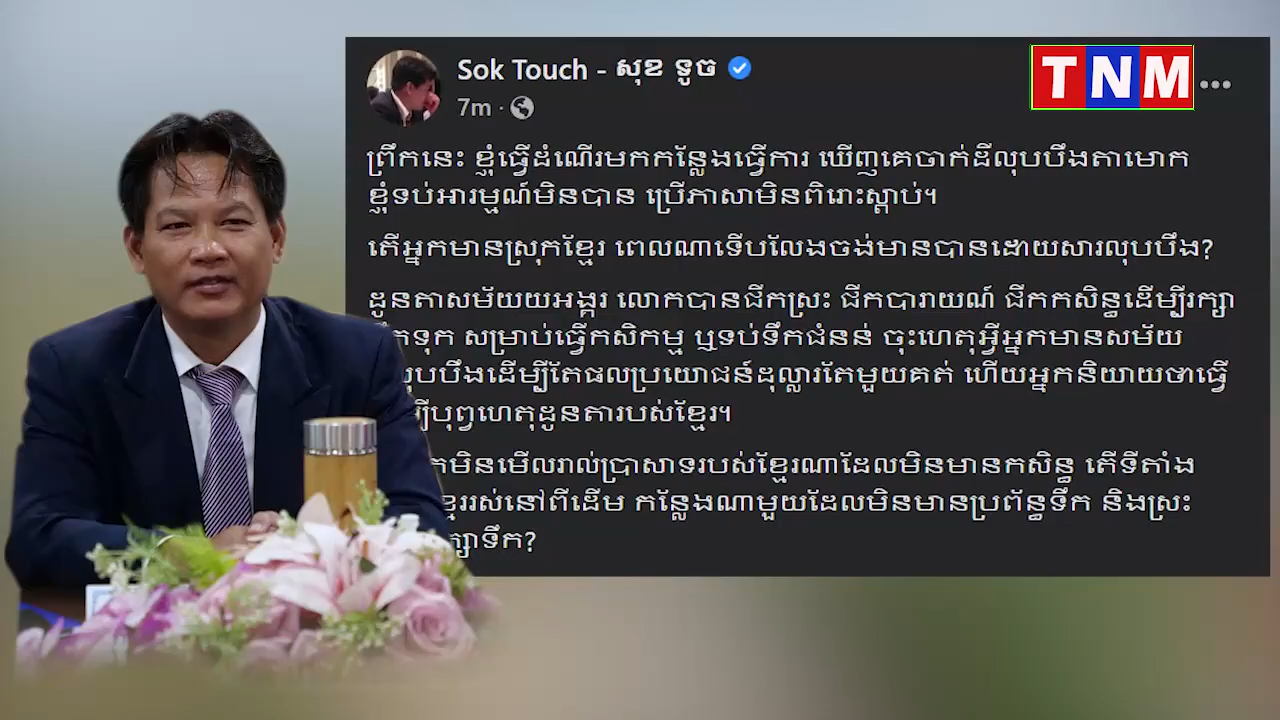 Sok Touch - សុខ ទូច
TNM
7m
ព្រឹកនេះ ខ្ញុំធ្វើដំណើរមកកន្លែងធ្វើការ ឃើញគេចាក់ដីលុបបឹងតាមោក
ខ្ញុំទប់អារម្មណ៍មិនបាន ប្រើភាសាមិនពិរោះស្តាប់។
តើអ្នកមានស្រុកខ្មែរ ពេលណាទើបលែងចង់មានបានដោយសារលុបបឹង?
ដូនតាសម័យយអង្គរ លោកបានជីកស្រះ ជីកបារាយណ៍ ជីកកសិន្ធដើម្បីរក្សា
ទឹកទុក សម្រាប់ធ្វើកសិកម្ម ឬទប់ទឹកជំនន់ ចុះហេតុអ្វីអ្នកមានសម័យ
លុបបឹងដើម្បីតែផលប្រយោជន៍ដុល្លារតែមួយគត់ ហើយអ្នកនិយាយថាធ្វើ
បុព្វហេតុដូនតារបស់ខ្មែរ។
មិនមើលរាល់ប្រាសាទរបស់ខ្មែរណាដែលមិនមានកសិន្ធ តើទីតាំង
រស់នៅពីដើម កន្លែងណាមួយដែលមិនមានប្រព័ន្ធទឹក និងស្រះ
ទឹក?